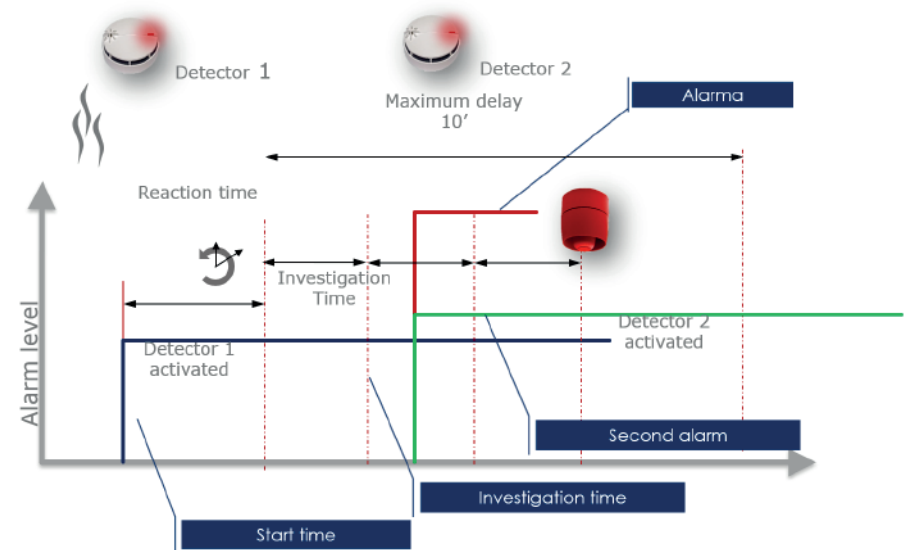 Detector 1
Detector 2
Maximum delay
10′
Alarma
Reaction time
Investigation
Time
Alarm level
Detector 1
activated
Detector 2
activated
Second alarm
Investigation time
Start time